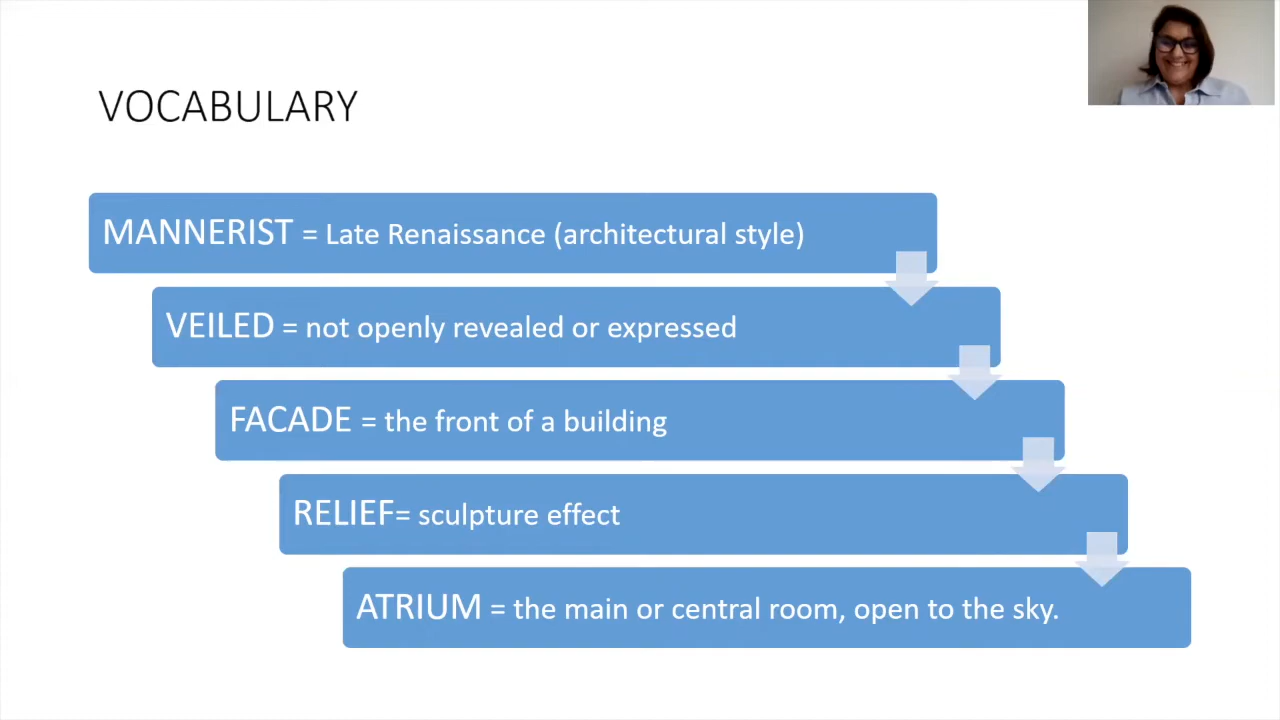 VOCABULARY
MANNERIST = Late Renaissance (architectural style)
VEILED = not openly revealed or expressed
FACADE = the front of a building
RELIEF= sculpture effect
ATRIUM = the main or central room, open to the sky.